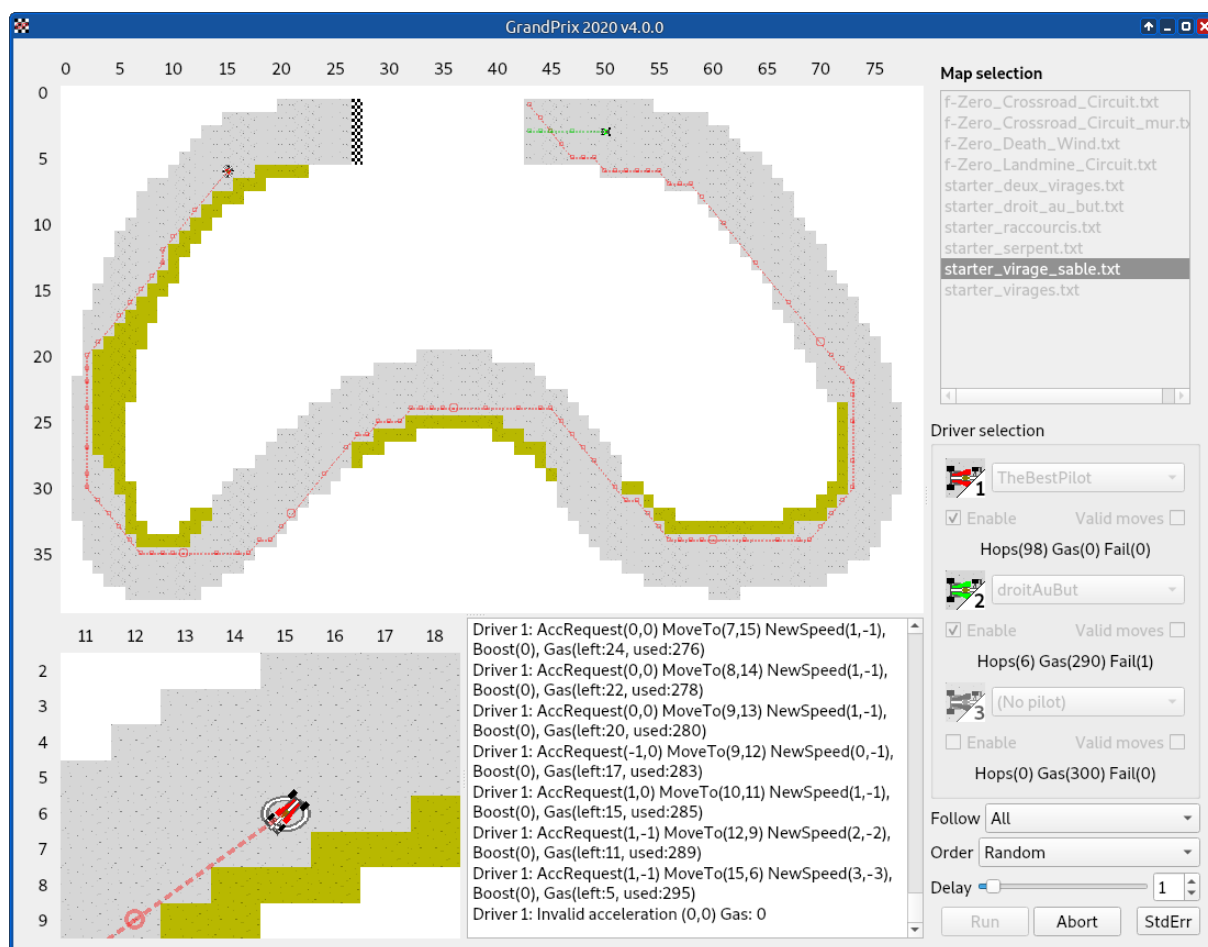 GrandPrix 2020 v4.0.0
0 5 10 15 20 25 30 35 40 45 50 55 60 65 70 75
0
5
10
15
20
25
30
35
11 12 13 14 15 16 17 18
2
3
4
5
6
7
8
9
Driver 1: AccRequest(0,0) MoveTo(7,15) NewSpeed(1,-1),
Boost(0), Gas(left:24, used:276)
Driver 1: AccRequest(0,0) MoveTo(8,14) NewSpeed(1,-1),
Boost(0), Gas(left:22, used:278)
Driver 1: AccRequest(0,0) MoveTo(9,13) NewSpeed(1,-1),
Boost(0), Gas(left:20, used:280)
Driver 1: AccRequest(-1,0) MoveTo(9,12) NewSpeed(0,-1),
Boost(0), Gas(left:17, used:283)
Driver 1: AccRequest(1,0) MoveTo(10,11) NewSpeed(1,-1),
Boost(0), Gas(left:15, used:285)
Driver 1: AccRequest(1,-1) MoveTo(12,9) NewSpeed(2,-2),
Boost(0), Gas(left:11, used:289)
Driver 1: AccRequest(1,-1) MoveTo(15,6) NewSpeed(3,-3),
Boost(0), Gas(left:5, used:295)
Driver 1: Invalid acceleration (0,0) Gas: 0
Map selection
f-Zero_Crossroad_Circuit.txt
f-Zero_Crossroad_Circuit_mur.tx
f-Zero_Death_Wind.txt
f-Zero_Landmine_Circuit.txt
starter_deux_virages.txt
starter_droit_au_but.txt
starter_raccourcis.txt
starter_serpent.txt
starter_virage_sable.txt
starter_virages.txt
Driver selection
1 TheBestPilot
Enable Valid moves
Hops(98) Gas(0) Fail(0)
2 droitAuBut
Enable Valid moves
Hops(6) Gas(290) Fail(1)
3 (No pilot)
Enable Valid moves
Hops(0) Gas(300) Fail(0)
Follow All
Order Random
Delay 1
Run Abort StdErr